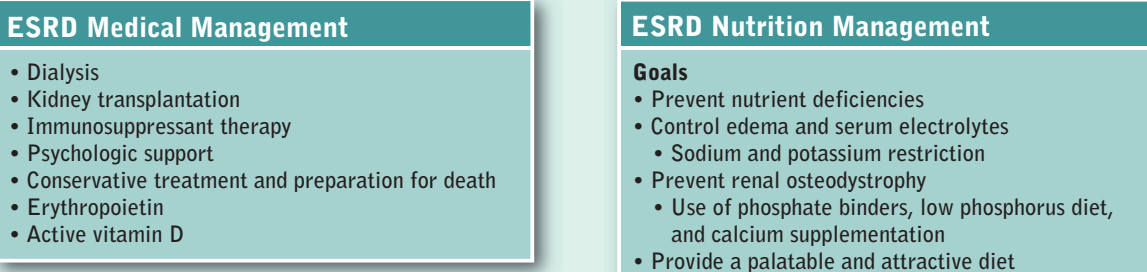 ESRD Medical Management
• Dialysis
• Kidney transplantation
• Immunosuppressant therapy
• Psychologic support
• Conservative treatment and preparation for death
• Erythropoietin
• Active vitamin D
ESRD Nutrition Management
Goals
• Prevent nutrient deficiencies
• Control edema and serum electrolytes
• Sodium and potassium restriction
• Prevent renal osteodystrophy
• Use of phosphate binders, low phosphorus diet,
and calcium supplementation
• Provide a palatable and attractive diet